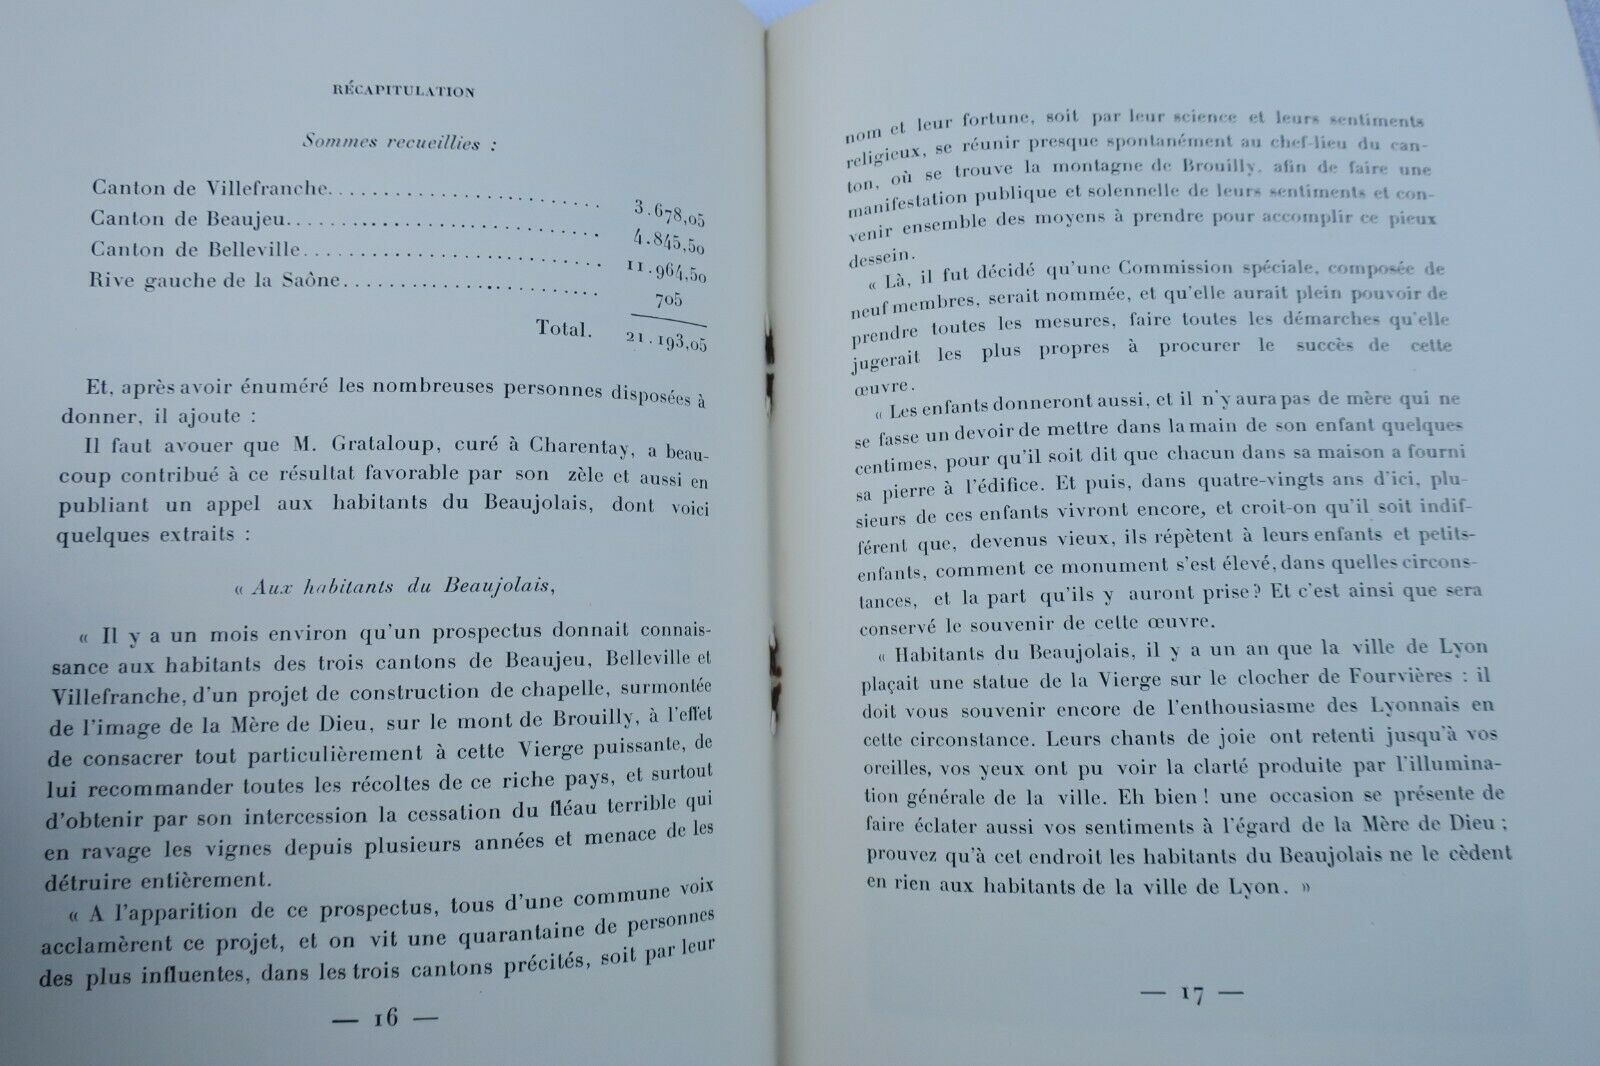 RÉCAPITULATION
Sommes recueillies :
Canton de Villefranche. . . . . . . . . . . . . . . . . . . . . . . . 3.678,05
Canton de Beaujeu. . . . . . . . . . . . . . . . . . . . . . . . . . . 4.845,50
Canton de Belleville. . . . . . . . . . . . . . . . . . . . . . . . . . 11.964,50
Rive gauche de la Saône. . . . . . . . . . . . . . . . . . . . . . 705
Total. 21.193,05
Et, après avoir énuméré les nombreuses personnes disposées à
donner, il ajoute :
Il faut avouer que M. Grataloup, curé à Charentay, a beau-
coup contribué à ce résultat favorable par son zèle et aussi en
publiant un appel aux habitants du Beaujolais, dont voici
quelques extraits :
« Aux habitants du Beaujolais,
« Il y a un mois environ qu'un prospectus donnait connais-
sance aux habitants des trois cantons de Beaujeu, Belleville et
Villefranche, d'un projet de construction de chapelle, surmontée
de l'image de la Mère de Dieu, sur le mont de Brouilly, à l'effet
de consacrer tout particulièrement à cette Vierge puissante, de
lui recommander toutes les récoltes de ce riche pays, et surtout
d'obtenir par son intercession la cessation du fléau terrible qui
en ravage les vignes depuis plusieurs années et menace de les
détruire entièrement.
« A l'apparition de ce prospectus, tous d'une commune voix
acclamèrent ce projet, et on vit une quarantaine de personnes
des plus influentes, dans les trois cantons précités, soit par leur
— 16 —
nom et leur fortune, soit par leur science et leurs sentiments
religieux, se réunir presque spontanément au chef-lieu du can-
ton, où se trouve la montagne de Brouilly, afin de faire une
manifestation publique et solennelle de leurs sentiments et con-
venir ensemble des moyens à prendre pour accomplir ce pieux
dessein.
« Là, il fut décidé qu'une Commission spéciale, composée de
neuf membres, serait nommée, et qu'elle aurait plein pouvoir de
prendre toutes les mesures, faire toutes les démarches qu'elle
jugerait les plus propres à procurer le succès de cette
œuvre.
« Les enfants donneront aussi, et il n'y aura pas de mère qui ne
se fasse un devoir de mettre dans la main de son enfant quelques
centimes, pour qu'il soit dit que chacun dans sa maison a fourni
sa pierre à l'édifice. Et puis, dans quatre-vingts ans d'ici, plu-
sieurs de ces enfants vivront encore, et croit-on qu'il soit indif-
férent que, devenus vieux, ils répètent à leurs enfants et petits-
enfants, comment ce monument s'est élevé, dans quelles circons-
tances, et la part qu'ils y auront prise ? Et c'est ainsi que sera
conservé le souvenir de cette œuvre.
« Habitants du Beaujolais, il y a un an que la ville de Lyon
plaçait une statue de la Vierge sur le clocher de Fourvières : il
doit vous souvenir encore de l'enthousiasme des Lyonnais en
cette circonstance. Leurs chants de joie ont retenti jusqu'à vos
oreilles, vos yeux ont pu voir la clarté produite par l'illumina-
tion générale de la ville. Eh bien ! une occasion se présente de
faire éclater aussi vos sentiments à l'égard de la Mère de Dieu ;
prouvez qu'à cet endroit les habitants du Beaujolais ne le cèdent
en rien aux habitants de la ville de Lyon. »
— 17 —